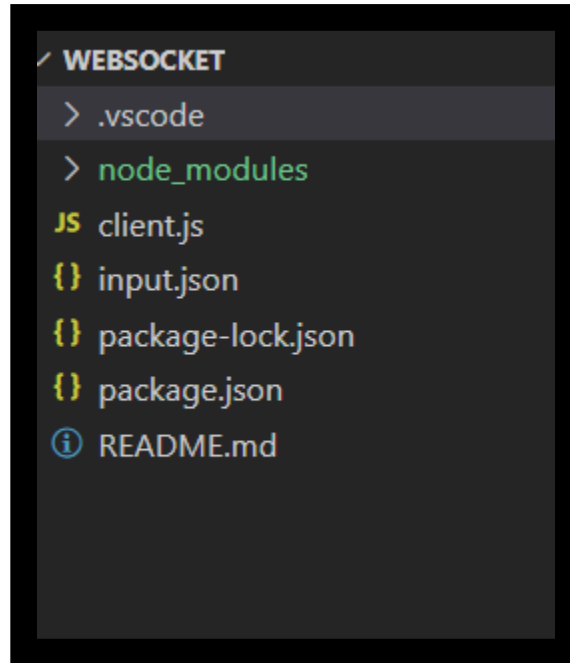 WEBSOCKET
.vscode
node_modules
JS client.js
{} input.json
{} package-lock.json
{} package.json
README.md